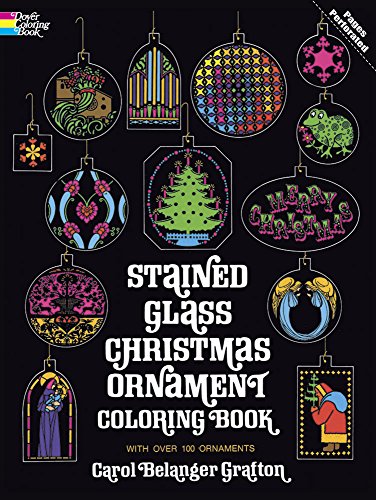 Dover
Coloring
Book
Pages
Perforated
MERRY
CHRISTMAS
STAINED
GLASS
CHRISTMAS
ORNAMENT
COLORING BOOK
WITH OVER 100 ORNAMENTS
Carol Belanger Grafton